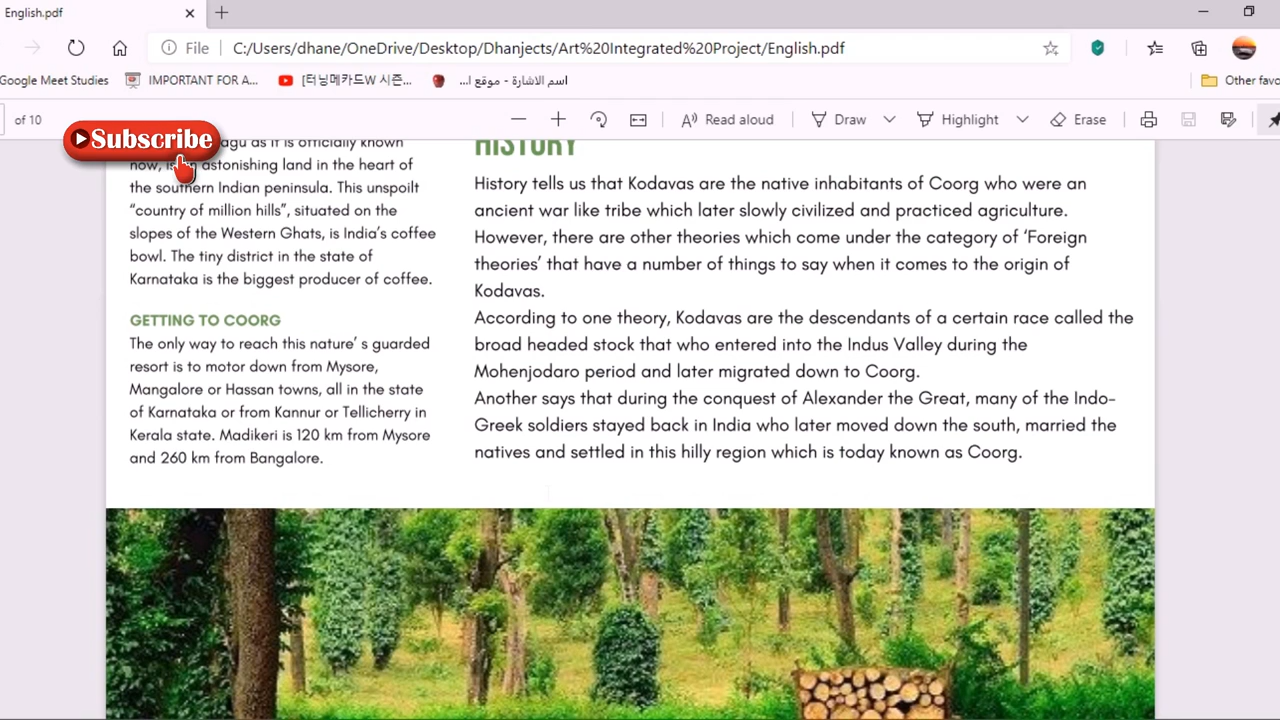 English.pdf
File
C:/Users/dhane/OneDrive/Desktop/Dhanjects/Art%20Integrated%20Project/English.pdf
Google Meet Studies
IMPORTANT FOR A...
[터닝메카드W 시즌...
اسم الاشارة - موقع ا...
Other favo
of 10
Read aloud
Draw
Highlight
Erase
Subscribe
agu as it is officially known
now, is an astonishing land in the heart of
the southern Indian peninsula. This unspoilt
“country of million hills”, situated on the
slopes of the Western Ghats, is India’s coffee
bowl. The tiny district in the state of
Karnataka is the biggest producer of coffee.
GETTING TO COORG
The only way to reach this nature’ s guarded
resort is to motor down from Mysore,
Mangalore or Hassan towns, all in the state
of Karnataka or from Kannur or Tellicherry in
Kerala state. Madikeri is 120 km from Mysore
and 260 km from Bangalore.
HISTORY
History tells us that Kodavas are the native inhabitants of Coorg who were an
ancient war like tribe which later slowly civilized and practiced agriculture.
However, there are other theories which come under the category of ‘Foreign
theories’ that have a number of things to say when it comes to the origin of
Kodavas.
According to one theory, Kodavas are the descendants of a certain race called the
broad headed stock that who entered into the Indus Valley during the
Mohenjodaro period and later migrated down to Coorg.
Another says that during the conquest of Alexander the Great, many of the Indo-
Greek soldiers stayed back in India who later moved down the south, married the
natives and settled in this hilly region which is today known as Coorg.